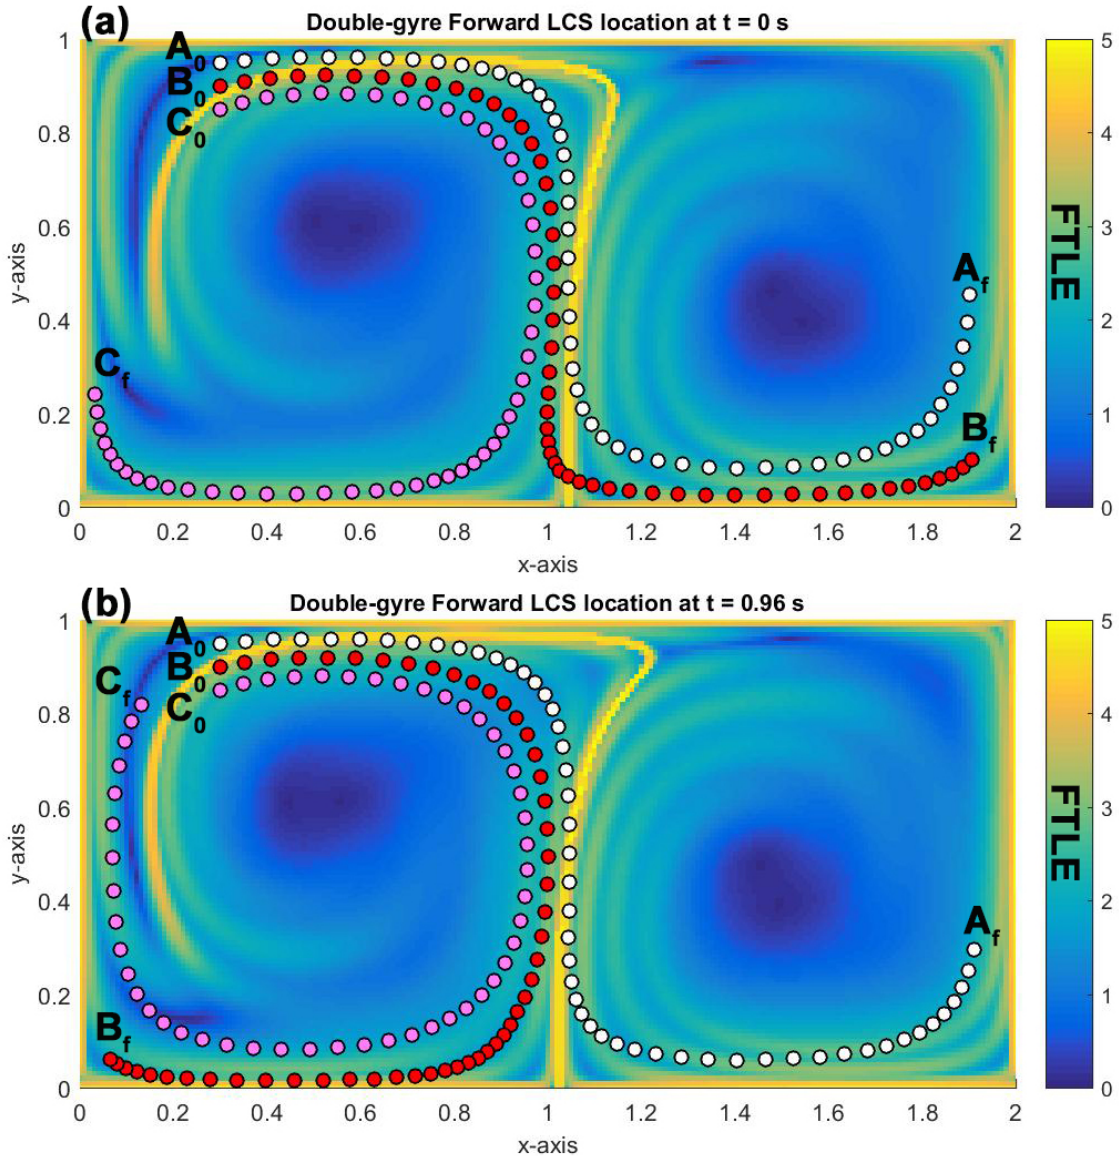 (a) Double-gyre Forward LCS location at t = 0 s
1
0.8
0.6
0.4
0.2
0
y-axis
A0
B0
C0
Cf
Af
Bf
0 0.2 0.4 0.6 0.8 1 1.2 1.4 1.6 1.8 2
x-axis
5
4
3
2
1
0
FTLE
(b) Double-gyre Forward LCS location at t = 0.96 s
1
0.8
0.6
0.4
0.2
0
y-axis
A0
B0
C0
Cf
Bf
Af
0 0.2 0.4 0.6 0.8 1 1.2 1.4 1.6 1.8 2
x-axis
5
4
3
2
1
0
FTLE